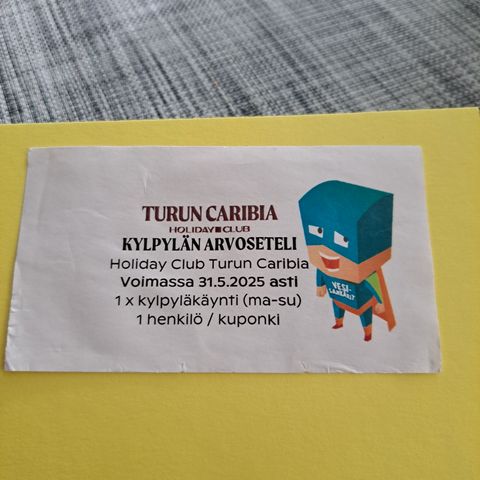 TURUN CARIBIA
HOLIDAY CLUB
KYLPYLÄN ARVOSETELI
Holiday Club Turun Caribia
Voimassa 31.5.2025 asti
1 x kylpyläkäynti (ma-su)
1 henkilö / kuponki
VESI-
SANKARIT